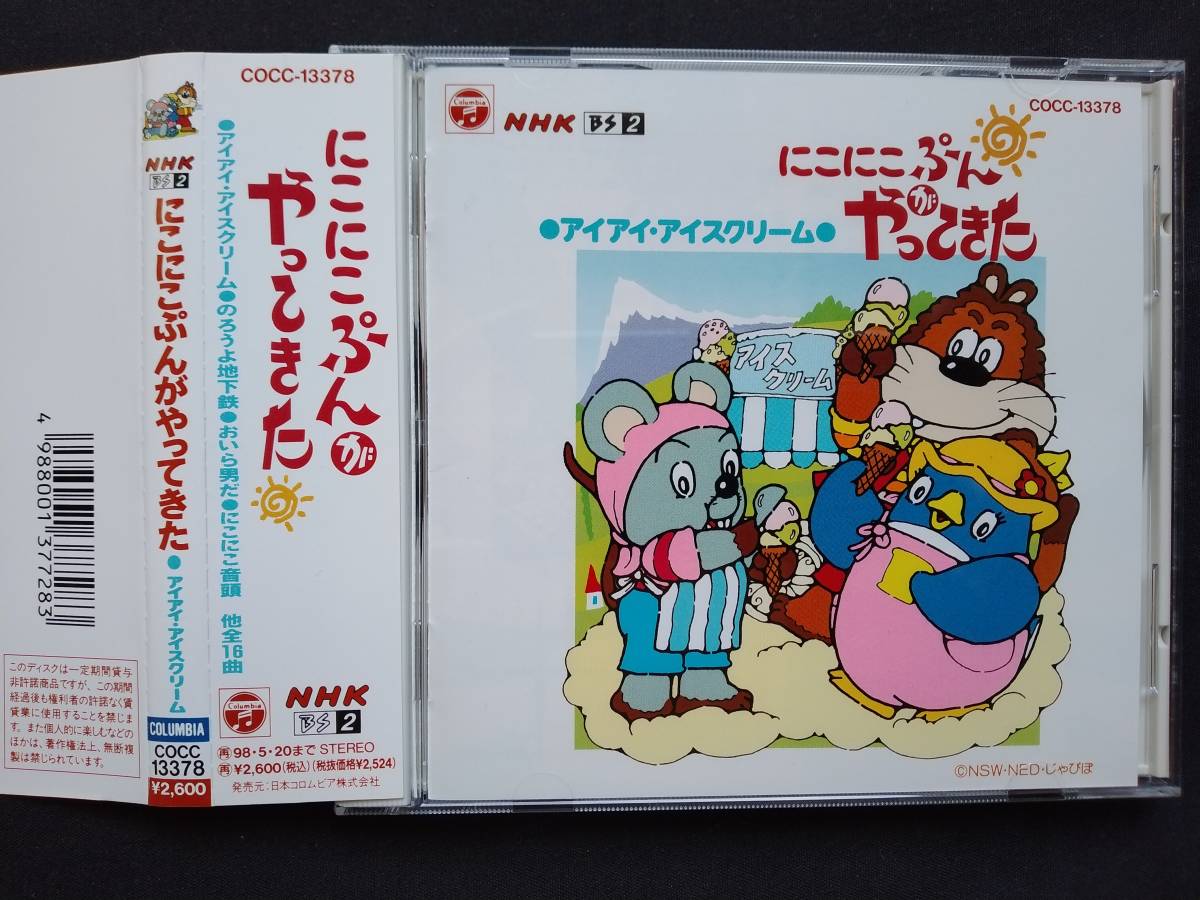 4 988001 377283
このディスクは一定期間貸与
非許諾商品ですが、この期間
経過後も権利者の許諾なく賃
貸業に使用することを禁じま
す。また個人的に楽しむなどの
ほかは、著作権法上、無断複
製は禁じられています。
NHK
BS2
にこにこぷんがやってきた
●アイアイ・アイスクリーム
COLUMBIA
COCC
13378
¥2,600
COCC-13378
にこにこぷんが
やってきた
●アイアイ・アイスクリーム●のろうよ地下鉄●おいら男だ●にこにこ音頭 他全16曲
Columbia
NHK
BS2
再98・5・20まで STEREO
再¥2,600(税込)(税抜価格¥2,524)
発売元:日本コロムビア株式会社
Columbia
NHK BS2
COCC-13378
にこにこぷん
が
やってきた
●アイアイ・アイスクリーム●
アイス
クリーム
©NSW・NED・じゃぴぽ